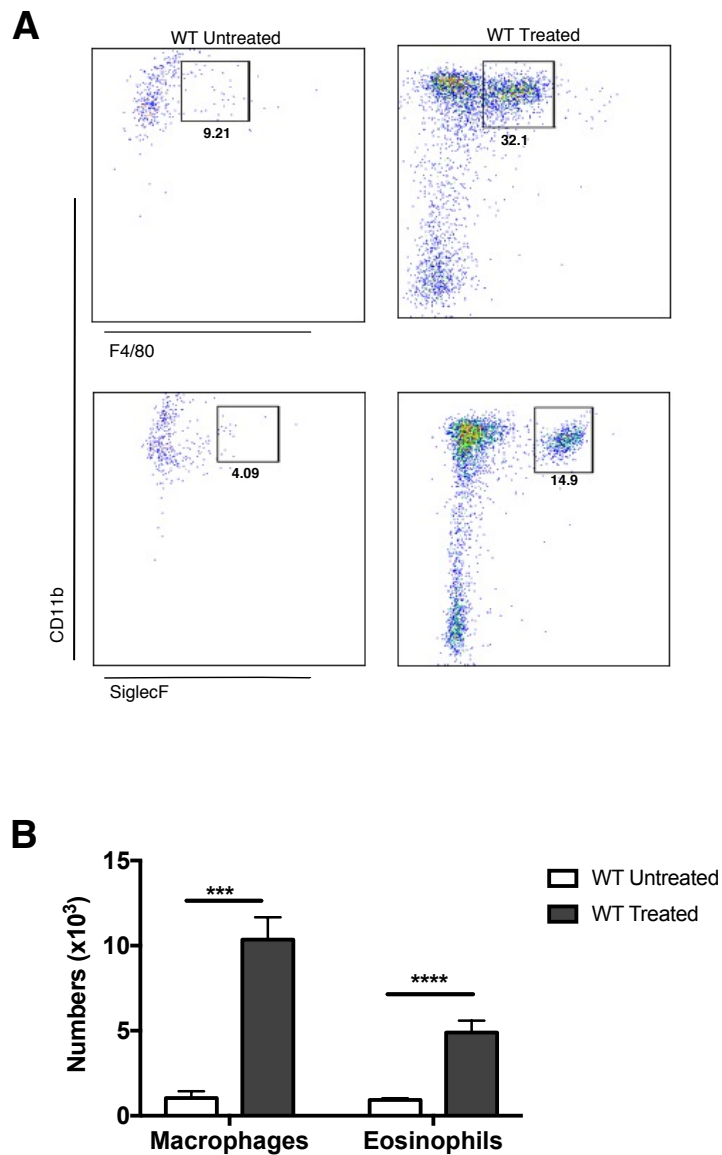 A
WT Untreated
WT Treated
9.21
32.1
F4/80
4.09
14.9
CD11b
SiglecF
B
15
10
5
0
Numbers (x10³)
***
****
WT Untreated
WT Treated
Macrophages
Eosinophils